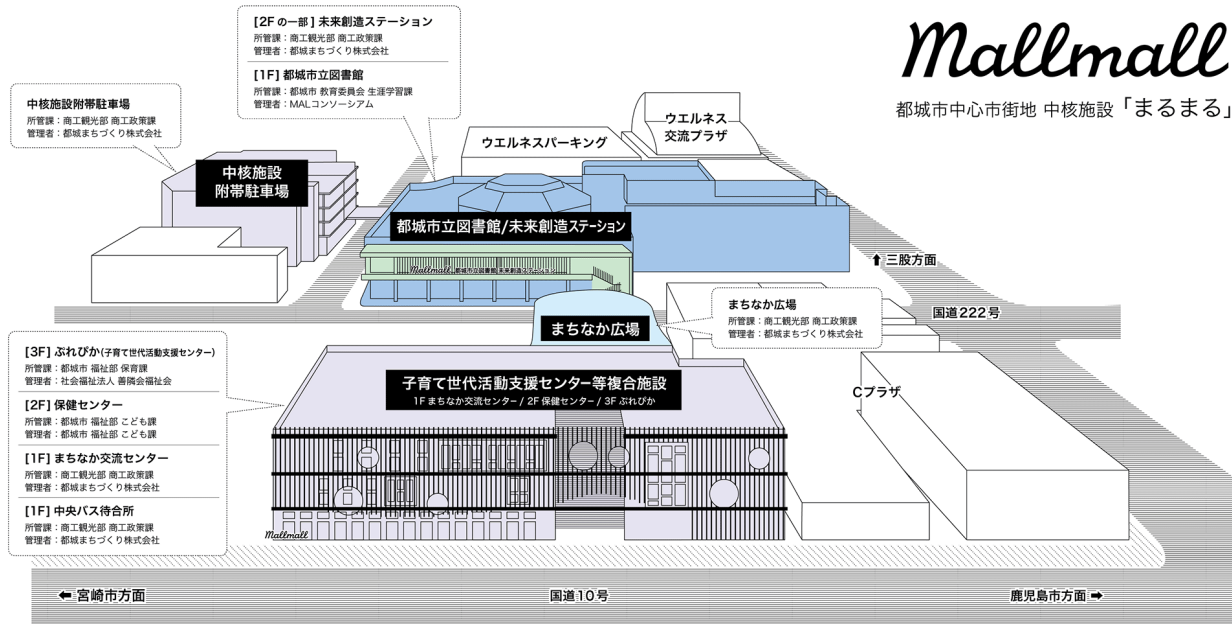 Mallmall
都城市中心市街地 中核施設「まるまる」
[2Fの一部] 未来創造ステーション
所管課：商工観光部 商工政策課
管理者：都城まちづくり株式会社
[1F] 都城市立図書館
所管課：都城市 教育委員会 生涯学習課
管理者：MALコンソーシアム
中核施設附帯駐車場
所管課：商工観光部 商工政策課
管理者：都城まちづくり株式会社
中核施設
附帯駐車場
ウエルネスパーキング
ウエルネス
交流プラザ
都城市立図書館/未来創造ステーション
Mallmall 都城市立図書館 未来創造ステーション
↑ 三股方面
国道222号
まちなか広場
まちなか広場
所管課：商工観光部 商工政策課
管理者：都城まちづくり株式会社
[3F] ぷれぴか(子育て世代活動支援センター)
所管課：都城市 福祉部 保育課
管理者：社会福祉法人 善隣会福祉会
[2F] 保健センター
所管課：都城市 福祉部 こども課
管理者：都城市 福祉部 こども課
[1F] まちなか交流センター
所管課：商工観光部 商工政策課
管理者：都城まちづくり株式会社
[1F] 中央バス待合所
所管課：商工観光部 商工政策課
管理者：都城まちづくり株式会社
子育て世代活動支援センター等複合施設
1F まちなか交流センター / 2F 保健センター / 3F ぷれぴか
Cプラザ
Mallmall
← 宮崎市方面
国道10号
鹿児島市方面 →